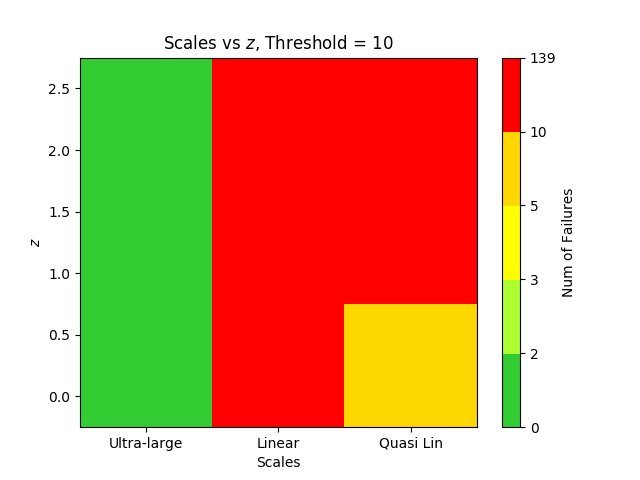 Scales vs z, Threshold = 10
2.5
2.0
1.5
1.0
0.5
0.0
z
Ultra-large
Linear
Quasi Lin
Scales
139
10
5
3
2
0
Num of Failures